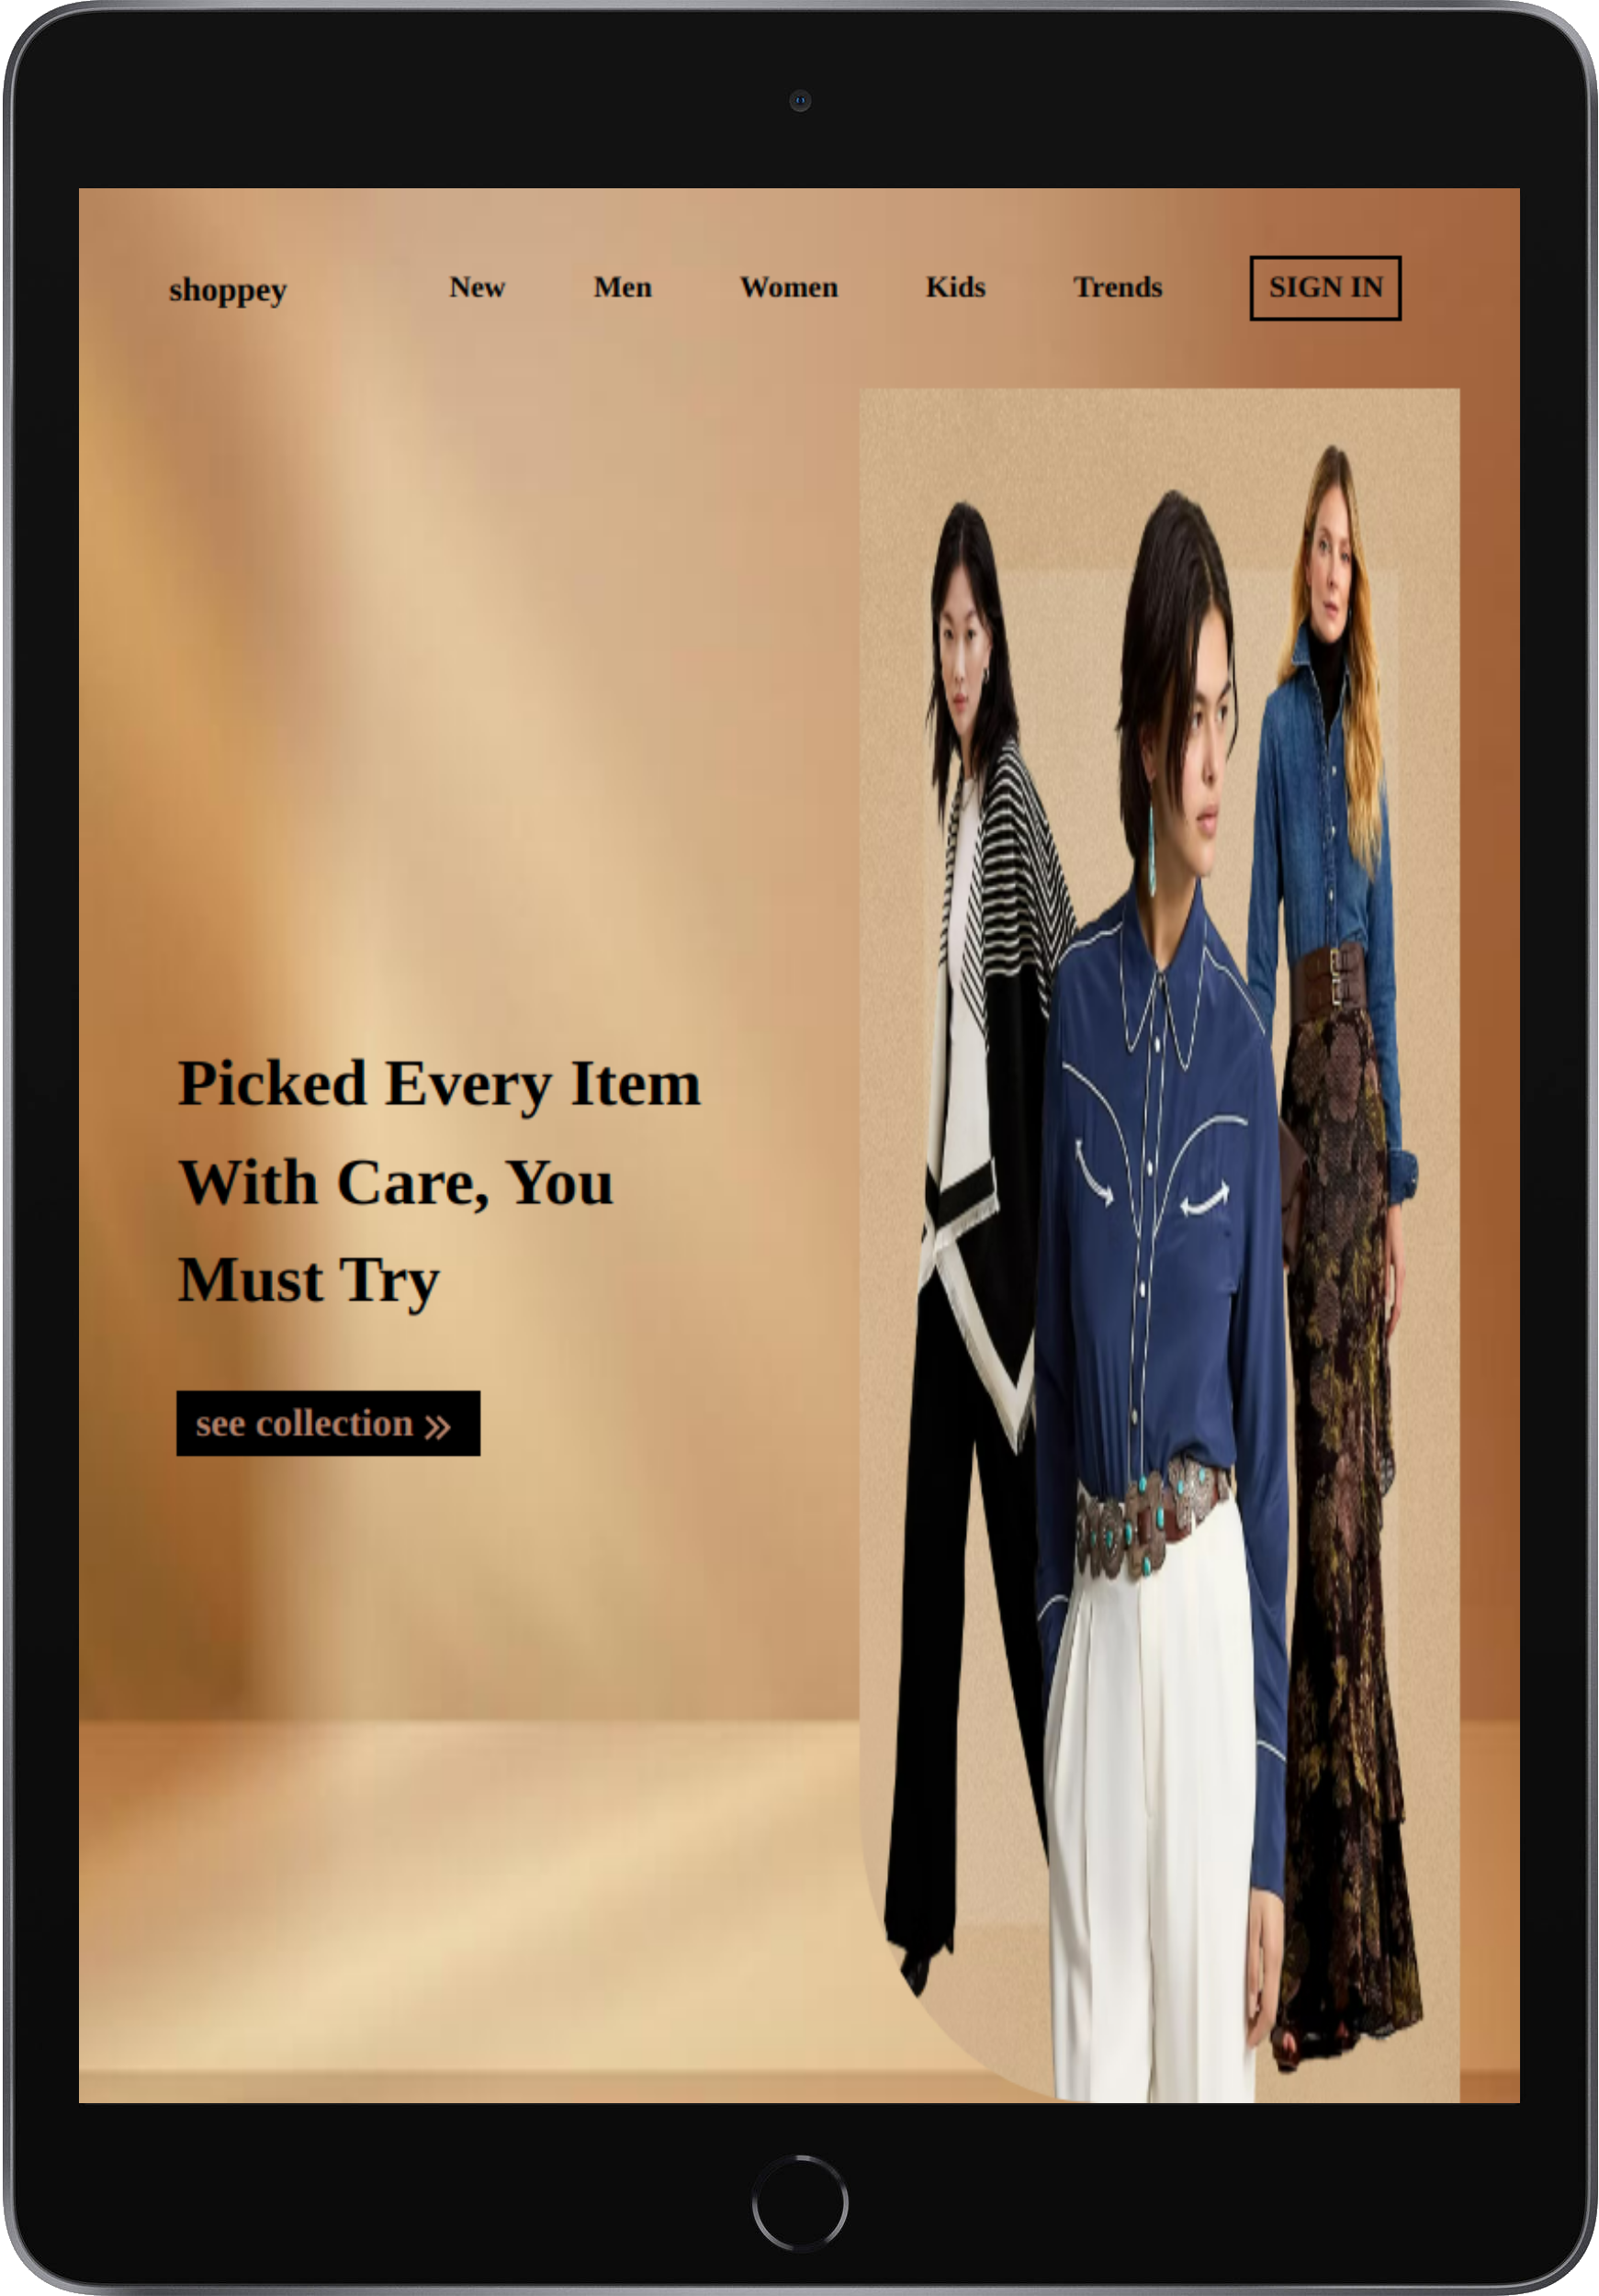 shoppey New Men Women Kids Trends SIGN IN
Picked Every Item
With Care, You
Must Try
see collection »